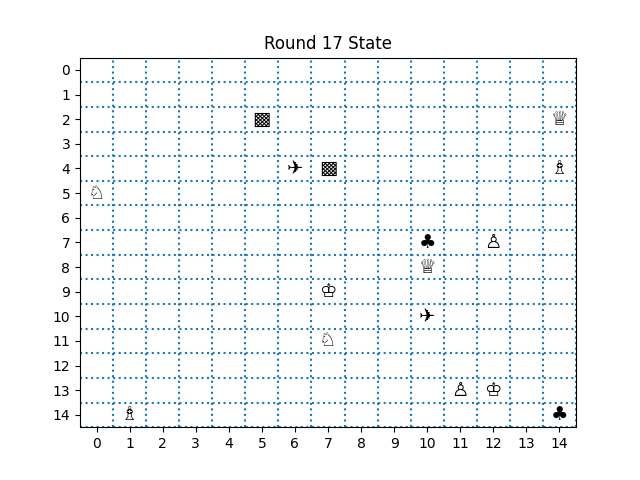 Round 17 State
0
1
2 ▩ ♕
3
4 ✈ ▩ ♗
5 ♘
6
7 ♣ ♙
8 ♕
9 ♔
10 ✈
11 ♘
12
13 ♙ ♔
14 ♗ ♣
0 1 2 3 4 5 6 7 8 9 10 11 12 13 14